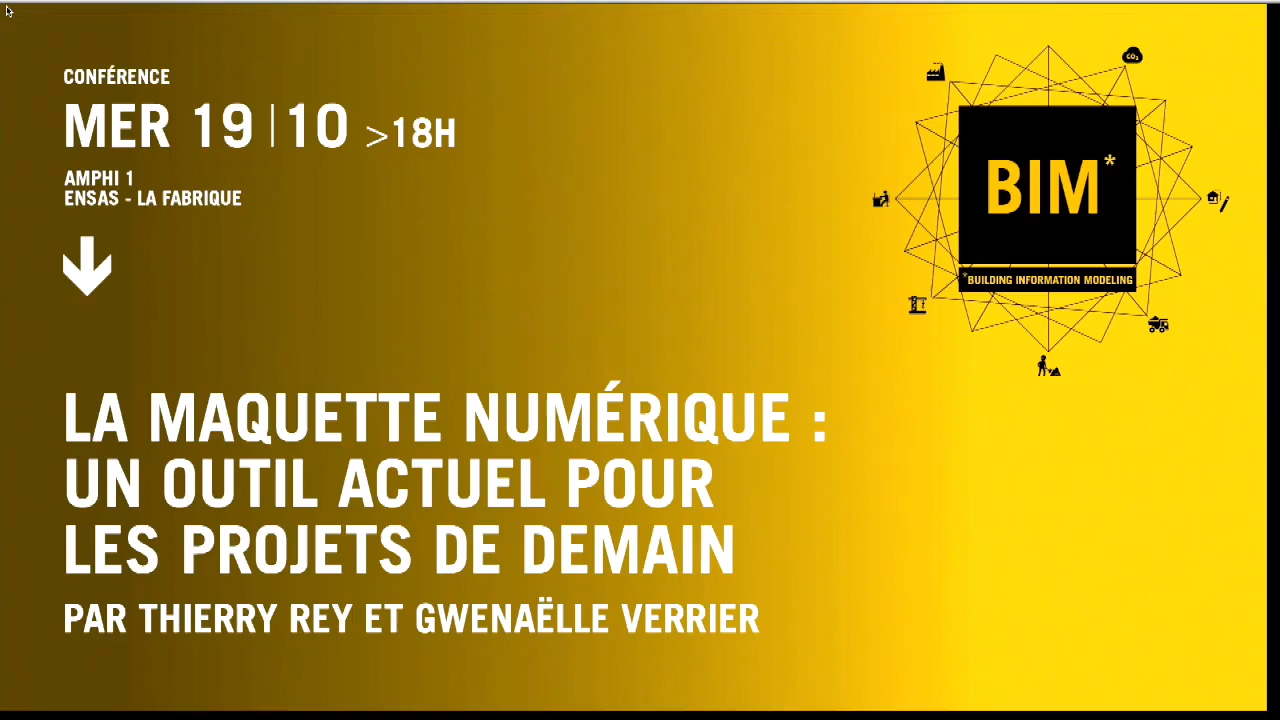 CONFÉRENCE
MER 19|10 >18H
AMPHI 1
ENSAS - LA FABRIQUE
CO2
BIM*
*BUILDING INFORMATION MODELING
LA MAQUETTE NUMÉRIQUE :
UN OUTIL ACTUEL POUR
LES PROJETS DE DEMAIN
PAR THIERRY REY ET GWENAËLLE VERRIER